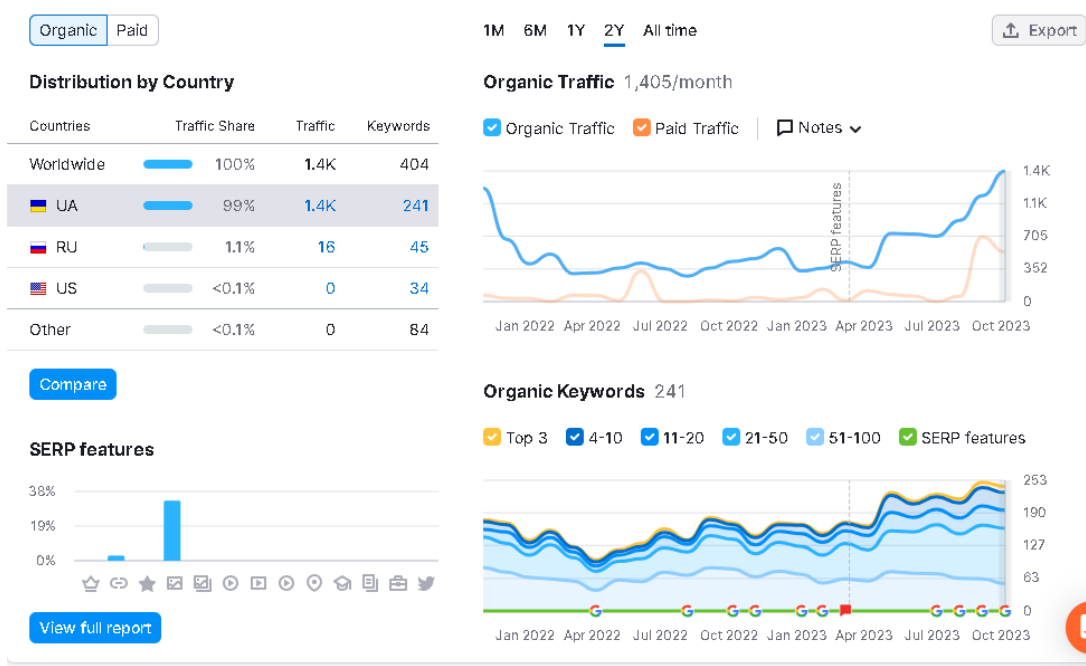 Organic Paid
Distribution by Country
Countries Traffic Share Traffic Keywords
Worldwide 100% 1.4K 404
UA 99% 1.4K 241
RU 1.1% 16 45
US <0.1% 0 34
Other <0.1% 0 84
Compare
SERP features
38%
19%
0%
View full report
1M 6M 1Y 2Y All time
Export
Organic Traffic 1,405/month
Organic Traffic Paid Traffic Notes
1.4K
1.1K
705
352
0
SERP features
Jan 2022 Apr 2022 Jul 2022 Oct 2022 Jan 2023 Apr 2023 Jul 2023 Oct 2023
Organic Keywords 241
Top 3 4-10 11-20 21-50 51-100 SERP features
253
190
127
63
0
G G G G G G G G G G
Jan 2022 Apr 2022 Jul 2022 Oct 2022 Jan 2023 Apr 2023 Jul 2023 Oct 2023